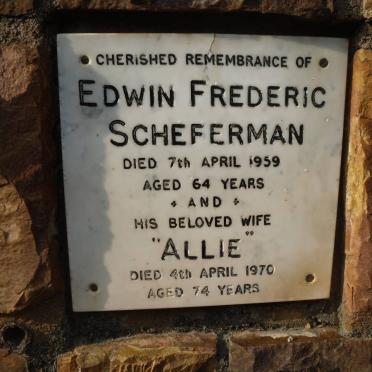 CHERISHED REMEMBRANCE OF
EDWIN FREDERIC
SCHEFERMAN
DIED 7th APRIL 1959
AGED 64 YEARS
AND
HIS BELOVED WIFE
"ALLIE"
DIED 4th APRIL 1970
AGED 74 YEARS